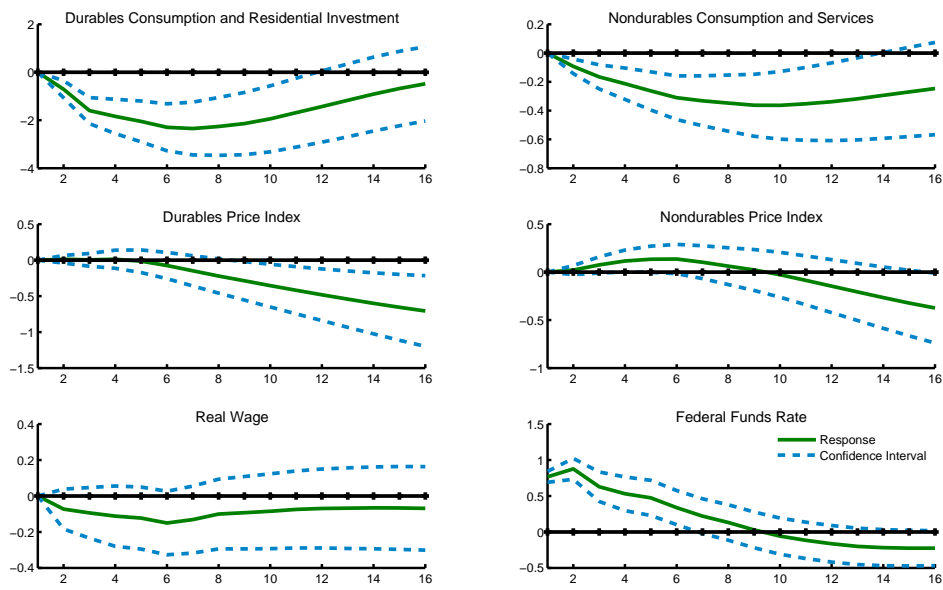 Durables Consumption and Residential Investment
2
0
−2
−4
2 4 6 8 10 12 14 16
Nondurables Consumption and Services
0.2
0
−0.2
−0.4
−0.6
−0.8
2 4 6 8 10 12 14 16
Durables Price Index
0.5
0
−0.5
−1
−1.5
2 4 6 8 10 12 14 16
Nondurables Price Index
0.5
0
−0.5
−1
2 4 6 8 10 12 14 16
Real Wage
0.4
0.2
0
−0.2
−0.4
2 4 6 8 10 12 14 16
Federal Funds Rate
1.5
1
0.5
0
−0.5
Response
Confidence Interval
2 4 6 8 10 12 14 16